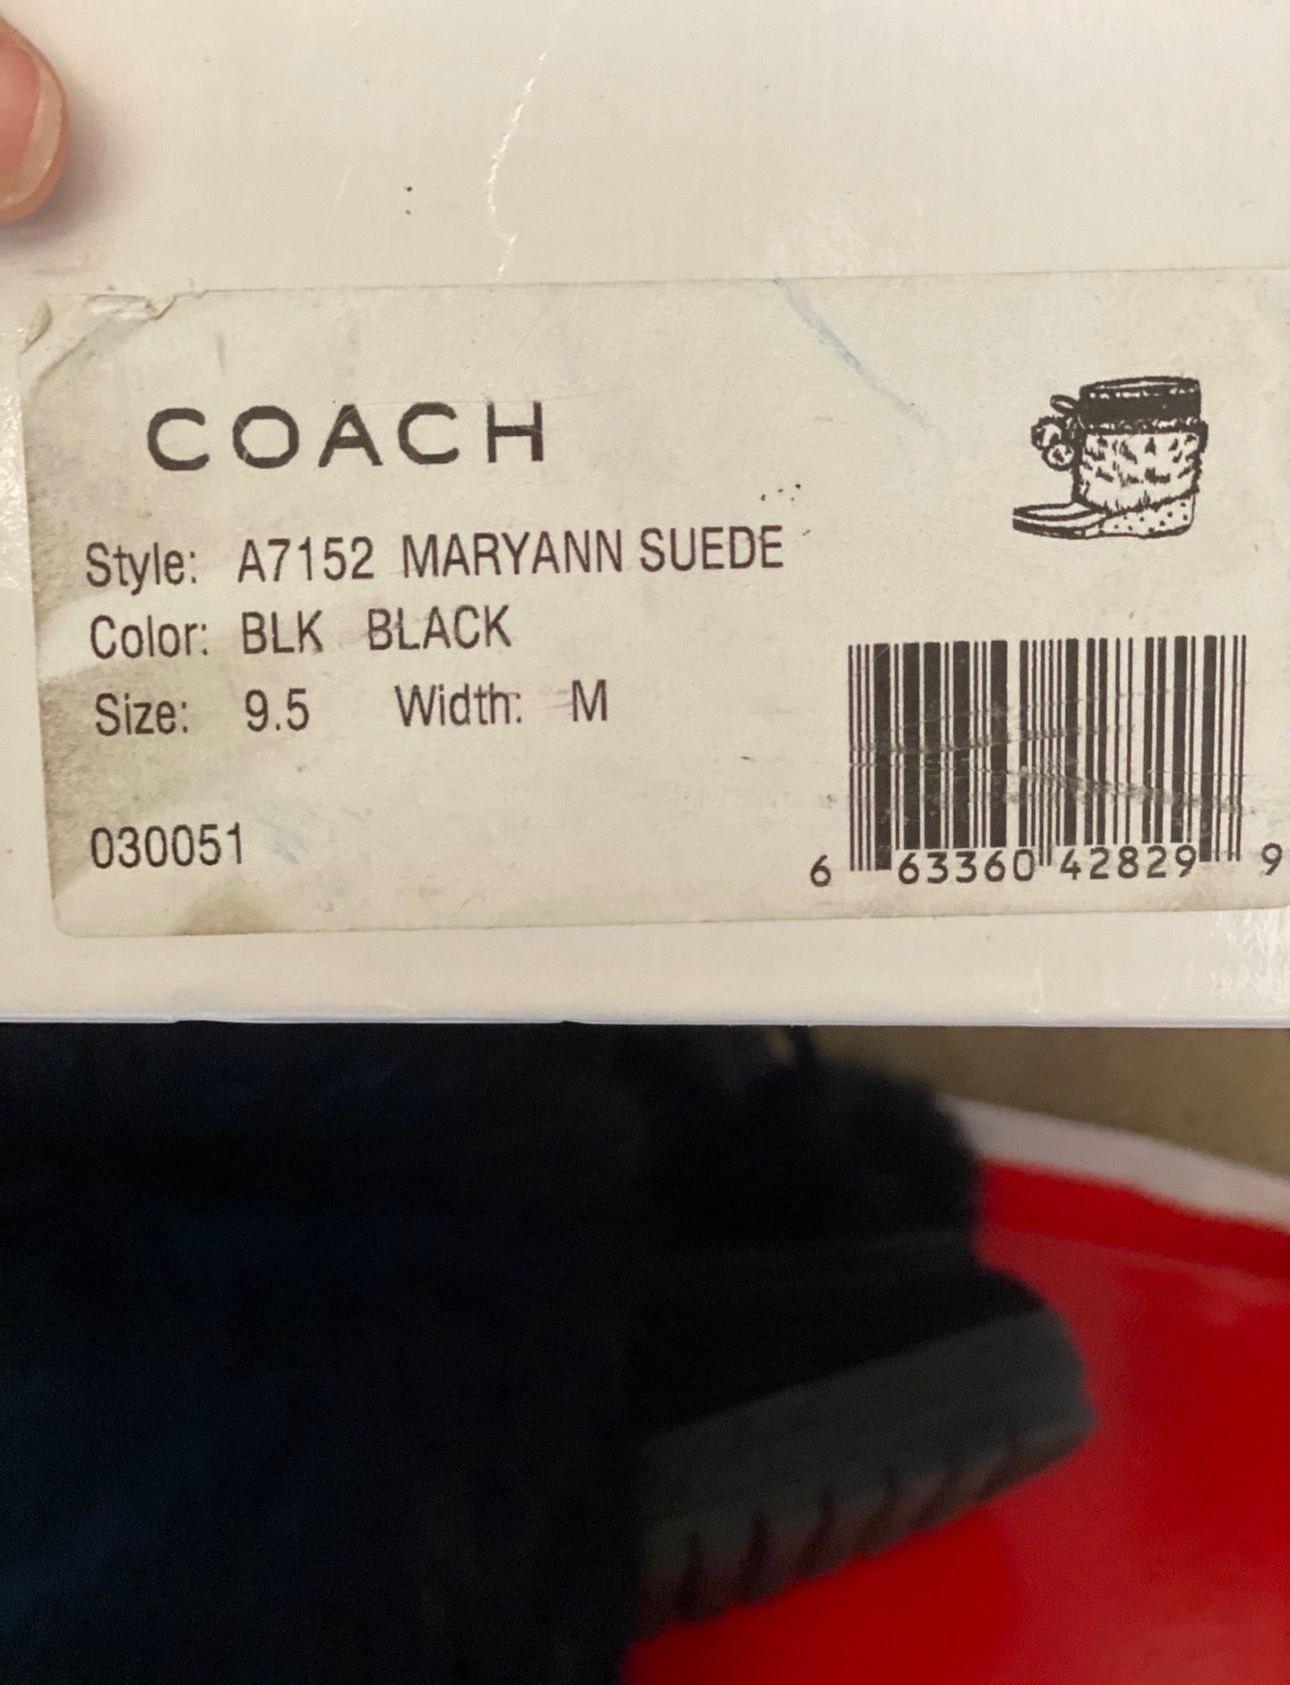 COACH
Style: A7152 MARYANN SUEDE
Color: BLK BLACK
Size: 9.5 Width: M
030051
6 63360 42829 9